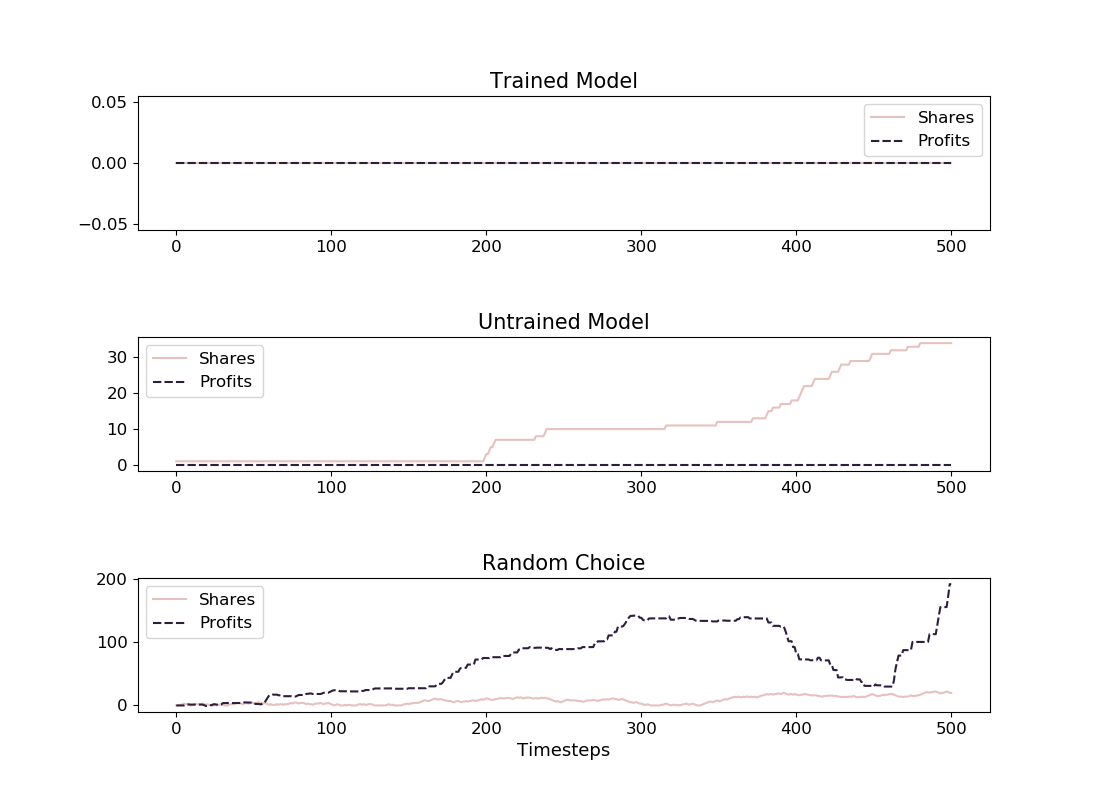 Trained Model
0.05
0.00
−0.05
Shares
Profits
0 100 200 300 400 500
Untrained Model
30
20
10
0
Shares
Profits
0 100 200 300 400 500
Random Choice
200
100
0
Shares
Profits
0 100 200 300 400 500
Timesteps